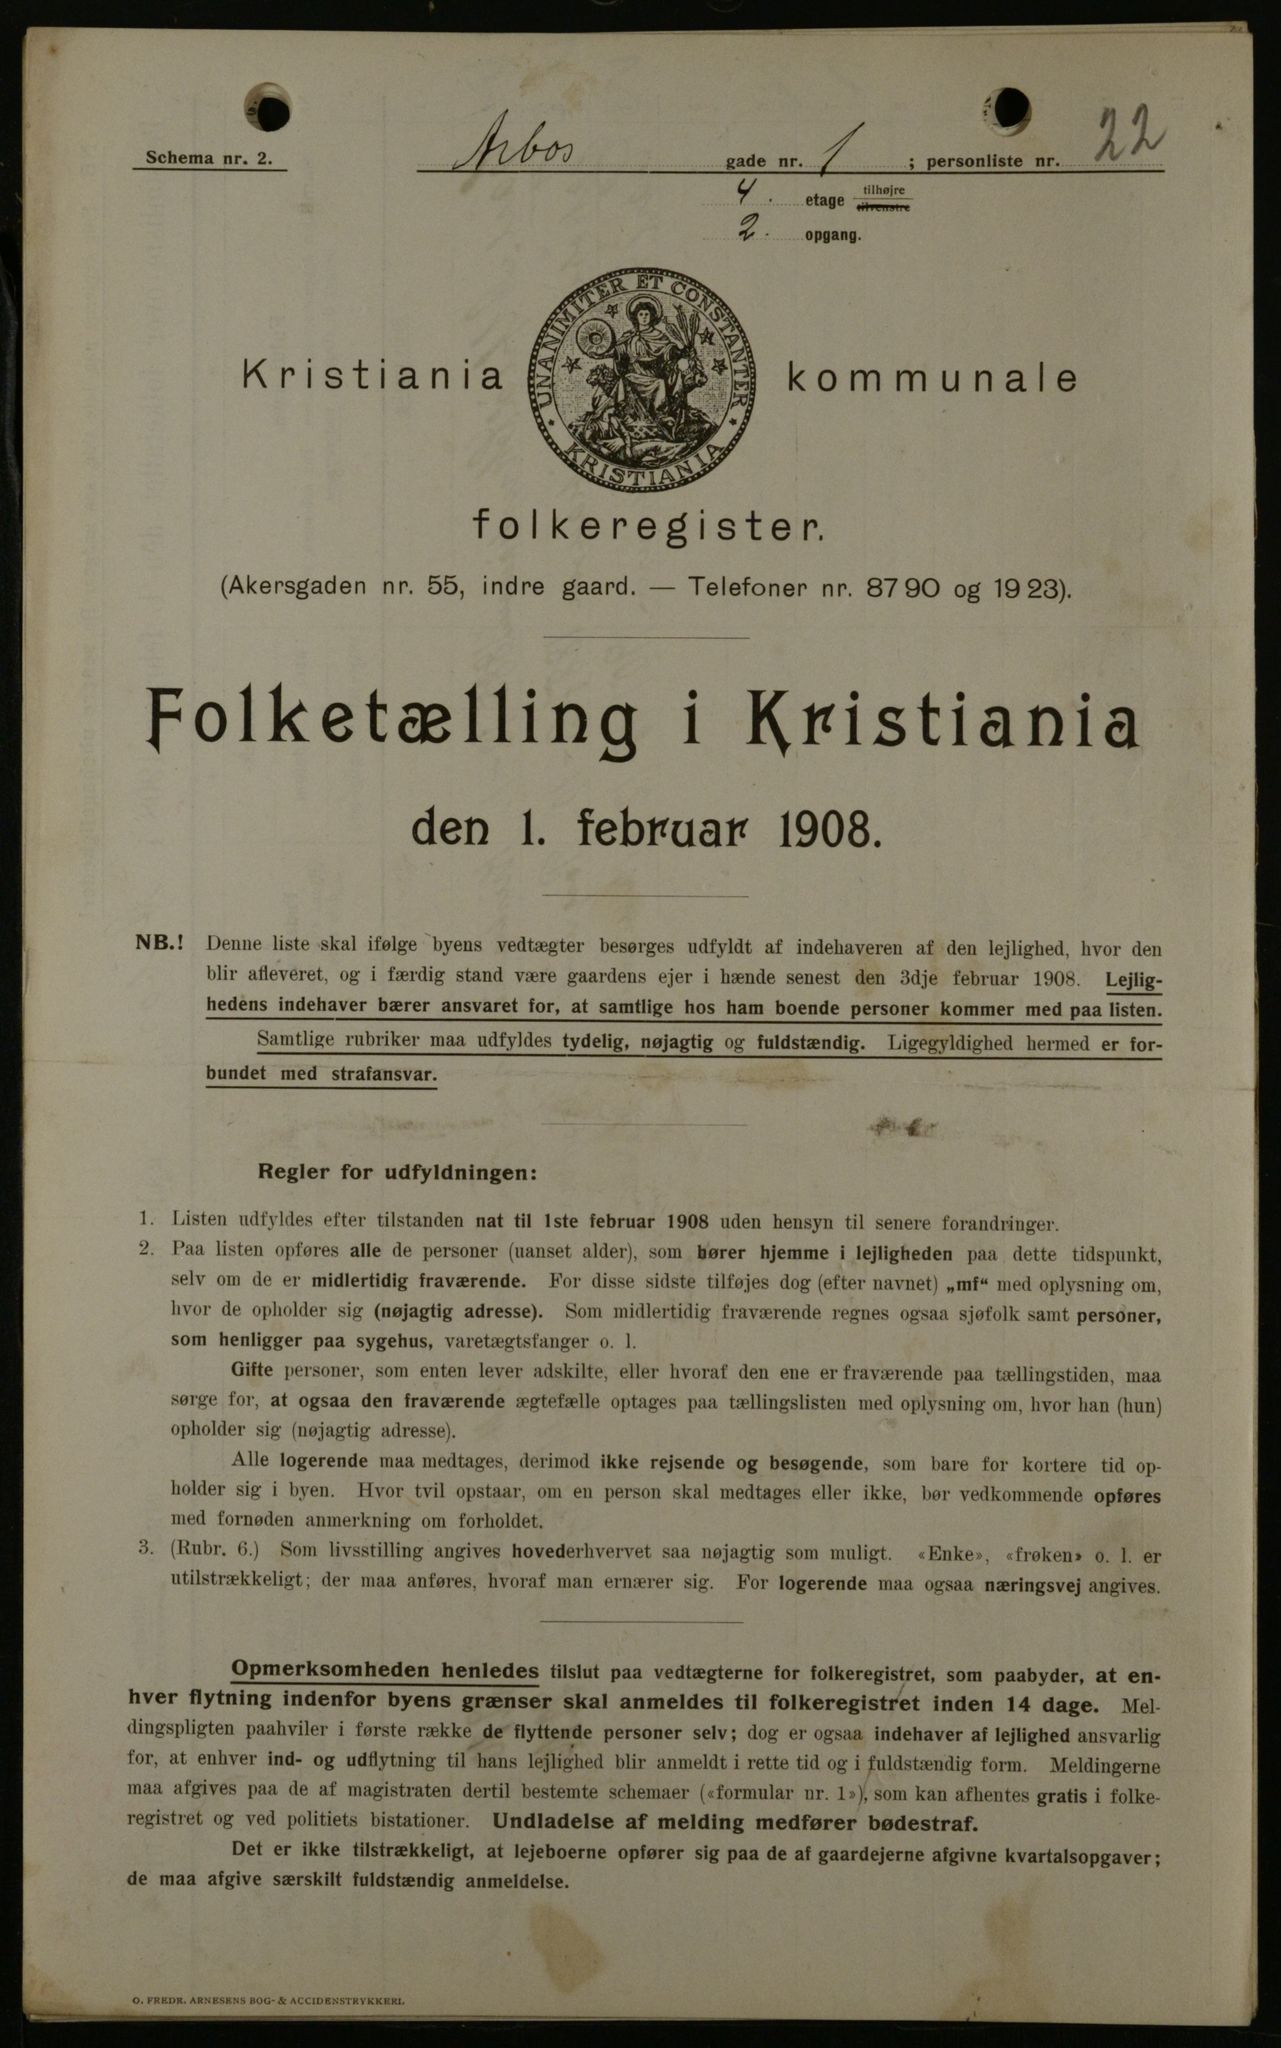 Schema nr. 2. Arbos gade nr. 1 ; personliste nr. 22
4. etage tilhøjre
tilvenstre
2. opgang.
UNANIMITER ET CONSTANTER
KRISTIANIA
Kristiania kommunale
folkeregister.
(Akersgaden nr. 55, indre gaard. — Telefoner nr. 8790 og 1923).
Folketælling i Kristiania
den 1. februar 1908.
NB.! Denne liste skal ifølge byens vedtægter besørges udfyldt af indehaveren af den lejlighed, hvor den
blir afleveret, og i færdig stand være gaardens ejer i hænde senest den 3dje februar 1908. Lejlig-
hedens indehaver bærer ansvaret for, at samtlige hos ham boende personer kommer med paa listen.
Samtlige rubriker maa udfyldes tydelig, nøjagtig og fuldstændig. Ligegyldighed hermed er for-
bundet med strafansvar.
Regler for udfyldningen:
1. Listen udfyldes efter tilstanden nat til 1ste februar 1908 uden hensyn til senere forandringer.
2. Paa listen opføres alle de personer (uanset alder), som hører hjemme i lejligheden paa dette tidspunkt,
selv om de er midlertidig fraværende. For disse sidste tilføjes dog (efter navnet) „mf“ med oplysning om,
hvor de opholder sig (nøjagtig adresse). Som midlertidig fraværende regnes ogsaa sjøfolk samt personer,
som henligger paa sygehus, varetægtsfanger o. l.
Gifte personer, som enten lever adskilte, eller hvoraf den ene er fraværende paa tællingstiden, maa
sørge for, at ogsaa den fraværende ægtefælle optages paa tællingslisten med oplysning om, hvor han (hun)
opholder sig (nøjagtig adresse).
Alle logerende maa medtages, derimod ikke rejsende og besøgende, som bare for kortere tid op-
holder sig i byen. Hvor tvil opstaar, om en person skal medtages eller ikke, bør vedkommende opføres
med fornøden anmerkning om forholdet.
3. (Rubr. 6.) Som livsstilling angives hovederhvervet saa nøjagtig som muligt. «Enke», «frøken» o. l. er
utilstrækkeligt; der maa anføres, hvoraf man ernærer sig. For logerende maa ogsaa næringsvej angives.
Opmerksomheden henledes tilslut paa vedtægterne for folkeregistret, som paabyder, at en-
hver flytning indenfor byens grænser skal anmeldes til folkeregistret inden 14 dage. Mel-
dingspligten paahviler i første række de flyttende personer selv; dog er ogsaa indehaver af lejlighed ansvarlig
for, at enhver ind- og udflytning til hans lejlighed blir anmeldt i rette tid og i fuldstændig form. Meldingerne
maa afgives paa de af magistraten dertil bestemte schemaer («formular nr. 1»), som kan afhentes gratis i folke-
registret og ved politiets bistationer. Undladelse af melding medfører bødestraf.
Det er ikke tilstrækkeligt, at lejeboerne opfører sig paa de af gaardejerne afgivne kvartalsopgaver;
de maa afgive særskilt fuldstændig anmeldelse.
O. FREDR. ARNESENS BOG- & ACCIDENSTRYKKERI.